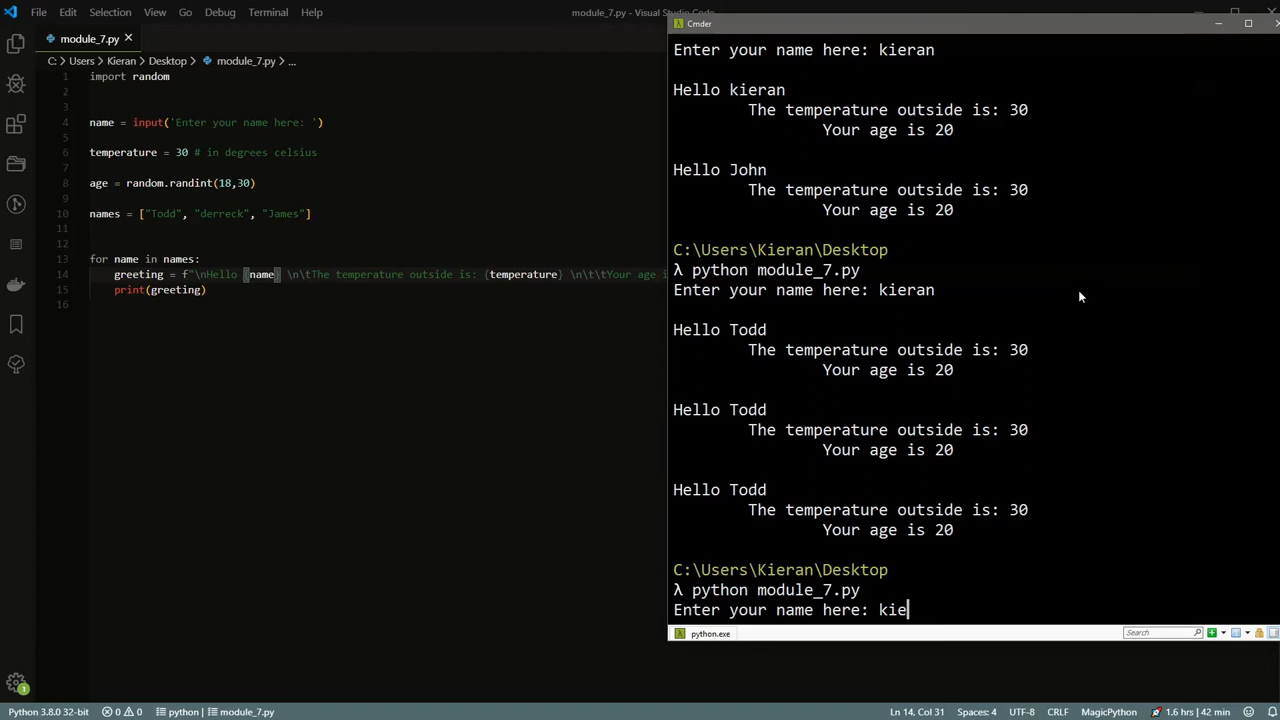 File Edit Selection View Go Debug Terminal Help
module_7.py - Visual Studio Code
module_7.py
C: > Users > Kieran > Desktop > module_7.py > ...
1 import random
2
3
4 name = input('Enter your name here: ')
5
6 temperature = 30 # in degrees celsius
7
8 age = random.randint(18,30)
9
10 names = ["Todd", "derreck", "James"]
11
12
13 for name in names:
14 greeting = f"\nHello {name} \n\tThe temperature outside is: {temperature} \n\t\tYour age i
15 print(greeting)
16
Cmder
Enter your name here: kieran
Hello kieran
The temperature outside is: 30
Your age is 20
Hello John
The temperature outside is: 30
Your age is 20
C:\Users\Kieran\Desktop
λ python module_7.py
Enter your name here: kieran
Hello Todd
The temperature outside is: 30
Your age is 20
Hello Todd
The temperature outside is: 30
Your age is 20
Hello Todd
The temperature outside is: 30
Your age is 20
C:\Users\Kieran\Desktop
λ python module_7.py
Enter your name here: kie
python.exe
Search
1
Python 3.8.0 32-bit 0 0 python | module_7.py Ln 14, Col 31 Spaces: 4 UTF-8 CRLF MagicPython 1.6 hrs | 42 min